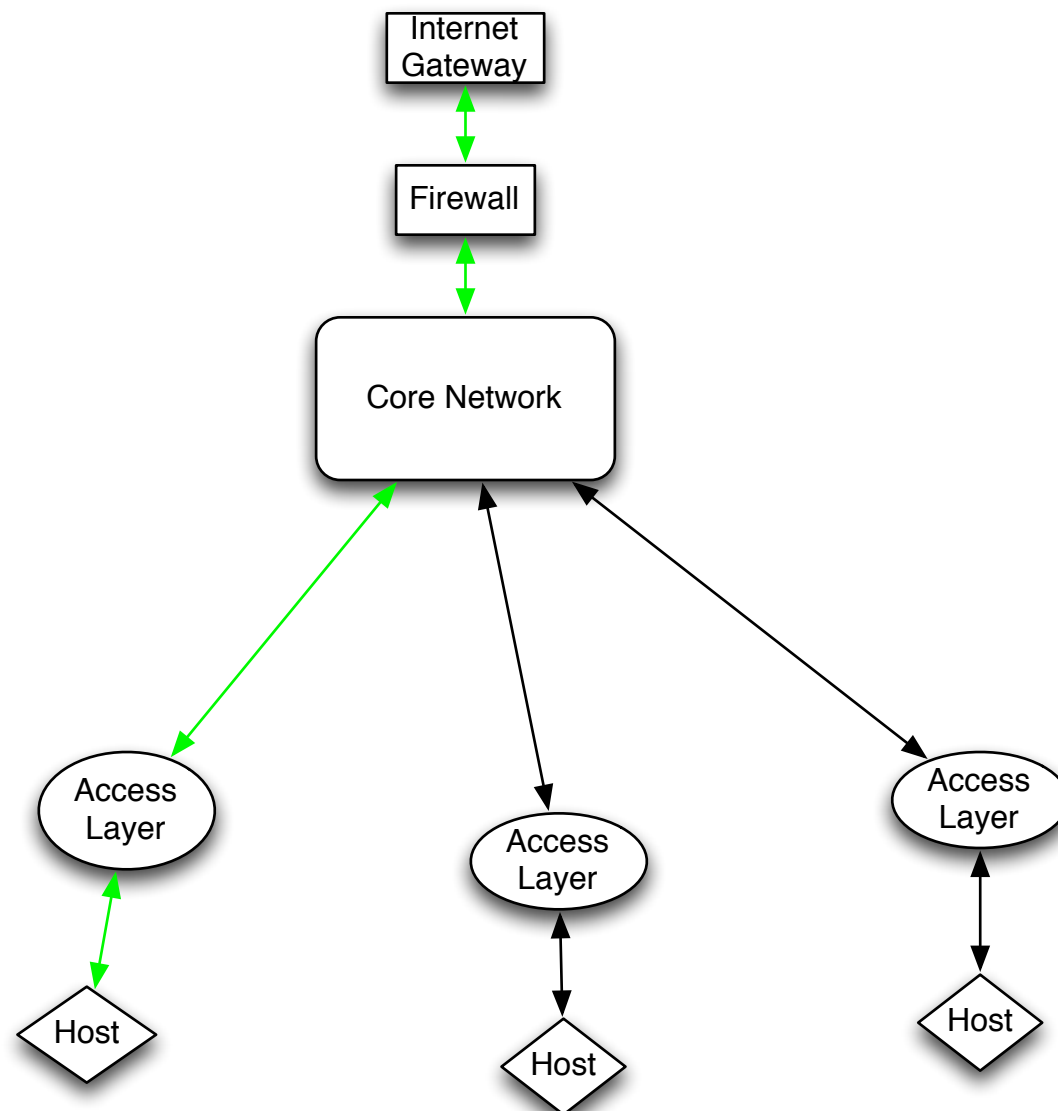 Internet
Gateway
Firewall
Core Network
Access
Layer
Access
Layer
Access
Layer
Host
Host
Host